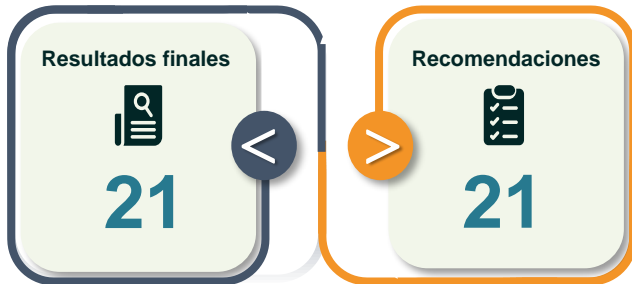 Resultados finales
21
<
>
Recomendaciones
21